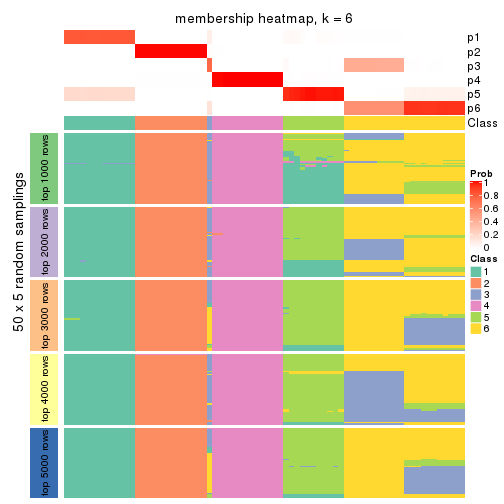 membership heatmap, k = 6
p1
p2
p3
p4
p5
p6
Class
50 x 5 random samplings
top 1000 rows
top 2000 rows
top 3000 rows
top 4000 rows
top 5000 rows
Prob
1
0.8
0.6
0.4
0.2
0
Class
1
2
3
4
5
6